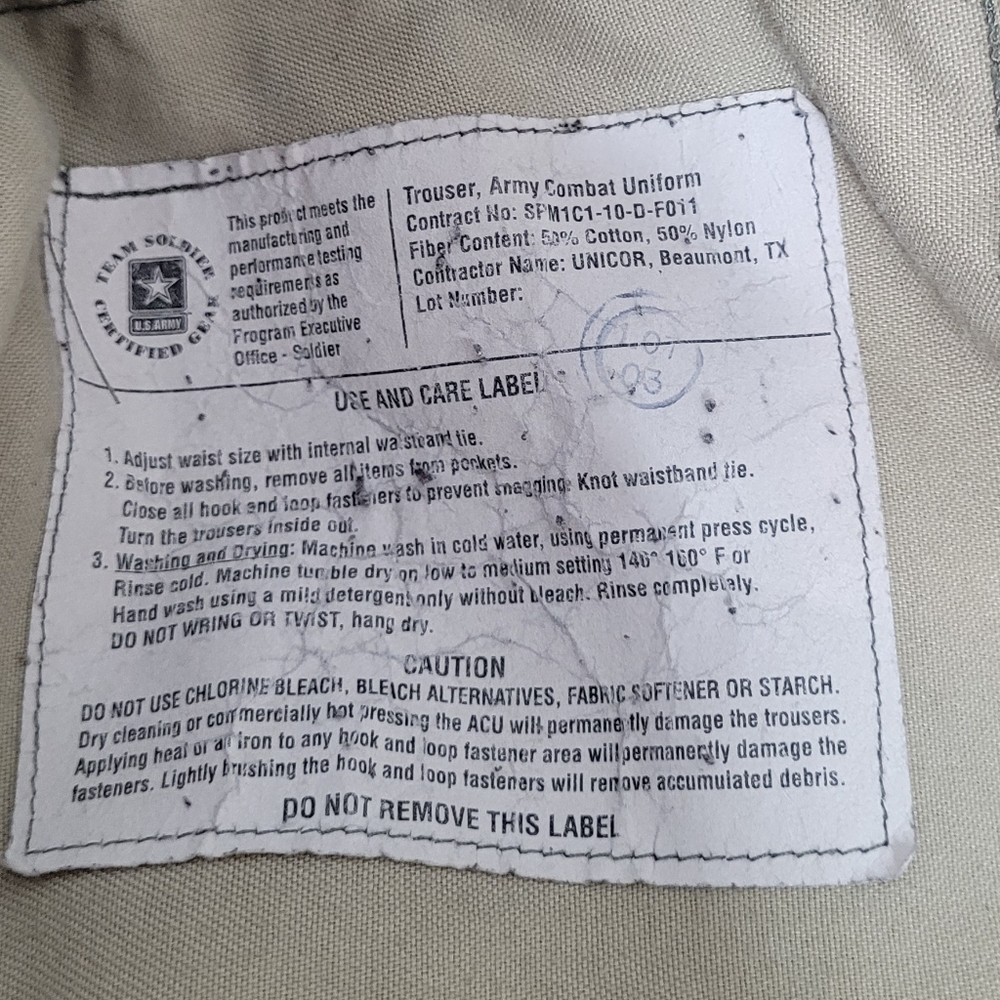 TEAM SOLDIER
CERTIFIED GEAR
U.S. ARMY
This product meets the
manufacturing and
performance testing
requirements as
authorized by the
Program Executive
Office - Soldier
Trouser, Army Combat Uniform
Contract No: SPM1C1-10-D-F011
Fiber Content: 50% Cotton, 50% Nylon
Contractor Name: UNICOR, Beaumont, TX
Lot Number:
93
USE AND CARE LABEL
1. Adjust waist size with internal waistband tie.
2. Before washing, remove all items from pockets.
Close all hook and loop fasteners to prevent snagging. Knot waistband tie.
Turn the trousers inside out.
3. Washing and Drying: Machine wash in cold water, using permanent press cycle,
Rinse cold. Machine tumble dry on low to medium setting 140° 160° F or
Hand wash using a mild detergent only without bleach. Rinse completely.
DO NOT WRING OR TWIST, hang dry.
CAUTION
DO NOT USE CHLORINE BLEACH, BLEACH ALTERNATIVES, FABRIC SOFTENER OR STARCH.
Dry cleaning or commercially hot pressing the ACU will permanently damage the trousers.
Applying heat or an iron to any hook and loop fastener area will permanently damage the
fasteners. Lightly brushing the hook and loop fasteners will remove accumulated debris.
DO NOT REMOVE THIS LABEL